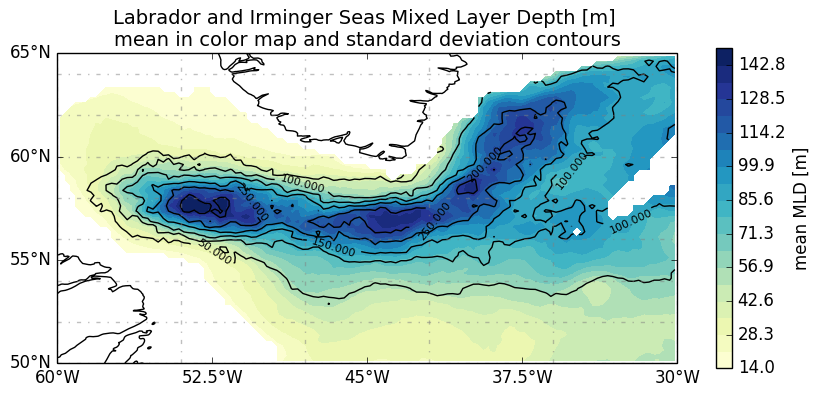 Labrador and Irminger Seas Mixed Layer Depth [m]
mean in color map and standard deviation contours
65°N
60°N
55°N
50°N
60°W
52.5°W
45°W
37.5°W
30°W
100.000
250.000
50.000
150.000
250.000
200.000
100.000
100.000
142.8
128.5
114.2
99.9
85.6
71.3
56.9
42.6
28.3
14.0
mean MLD [m]